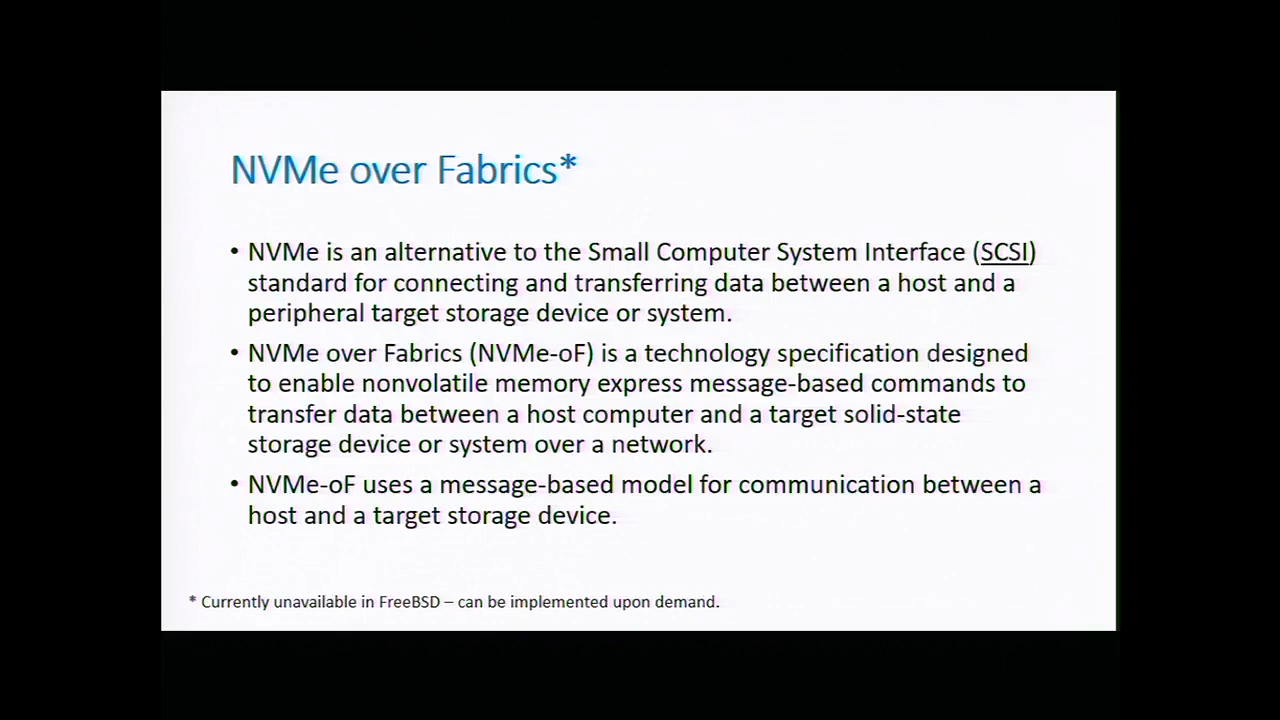 NVMe over Fabrics*
• NVMe is an alternative to the Small Computer System Interface (SCSI)
standard for connecting and transferring data between a host and a
peripheral target storage device or system.
• NVMe over Fabrics (NVMe-oF) is a technology specification designed
to enable nonvolatile memory express message-based commands to
transfer data between a host computer and a target solid-state
storage device or system over a network.
• NVMe-oF uses a message-based model for communication between a
host and a target storage device.
* Currently unavailable in FreeBSD – can be implemented upon demand.